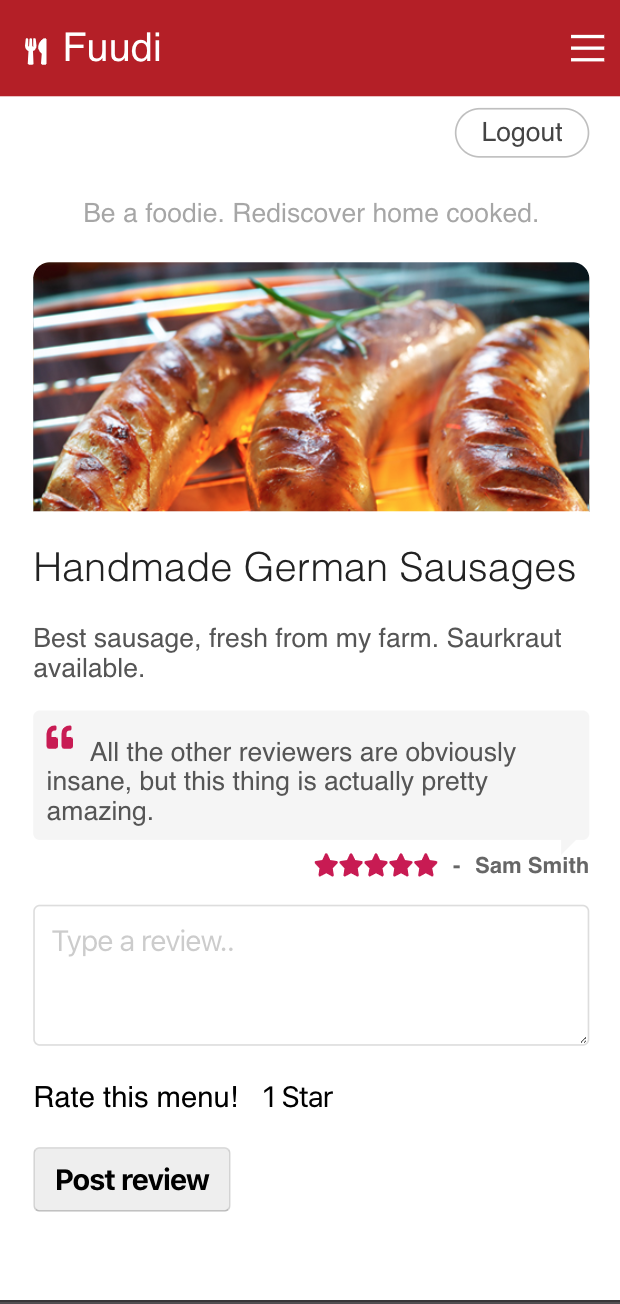 Fuudi
Logout
Be a foodie. Rediscover home cooked.
Handmade German Sausages
Best sausage, fresh from my farm. Saurkraut
available.
“ All the other reviewers are obviously
insane, but this thing is actually pretty
amazing.
★★★★★ - Sam Smith
Type a review..
Rate this menu! 1 Star
Post review